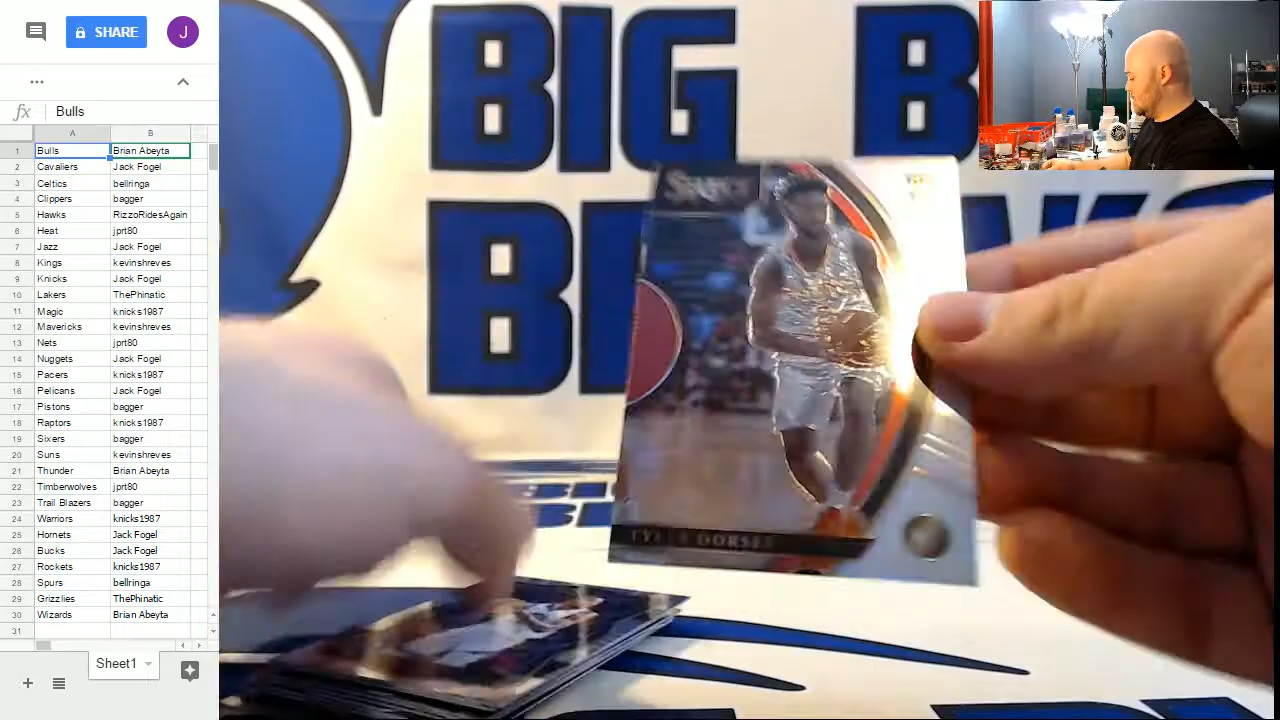 SHARE
J
...
fx Bulls
A B
1 Bulls Brian Abeyta
2 Cavaliers Jack Fogel
3 Celtics bellringa
4 Clippers bagger
5 Hawks RizzoRidesAgain
6 Heat jprt80
7 Jazz Jack Fogel
8 Kings kevinshreves
9 Knicks Jack Fogel
10 Lakers ThePhinatic
11 Magic knicks1987
12 Mavericks kevinshreves
13 Nets jprt80
14 Nuggets Jack Fogel
15 Pacers knicks1987
16 Pelicans Jack Fogel
17 Pistons bagger
18 Raptors knicks1987
19 Sixers bagger
20 Suns kevinshreves
21 Thunder Brian Abeyta
22 Timberwolves jprt80
23 Trail Blazers bagger
24 Warriors knicks1987
25 Hornets Jack Fogel
26 Bucks Jack Fogel
27 Rockets knicks1987
28 Spurs bellringa
29 Grizzlies ThePhinatic
30 Wizards Brian Abeyta
31
Sheet1
BIG B
SELECT
TYLER DORSEY